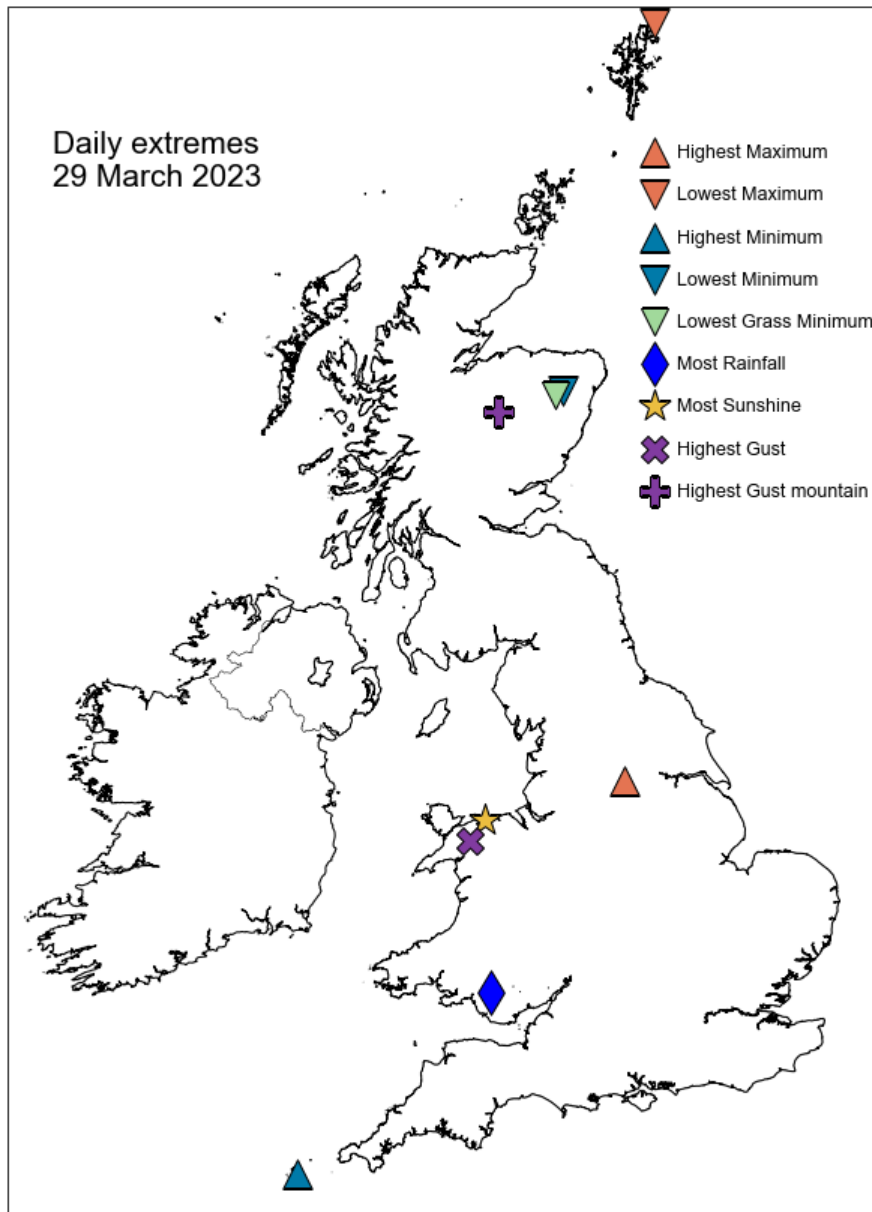 Daily extremes
29 March 2023
Highest Maximum
Lowest Maximum
Highest Minimum
Lowest Minimum
Lowest Grass Minimum
Most Rainfall
Most Sunshine
Highest Gust
Highest Gust mountain